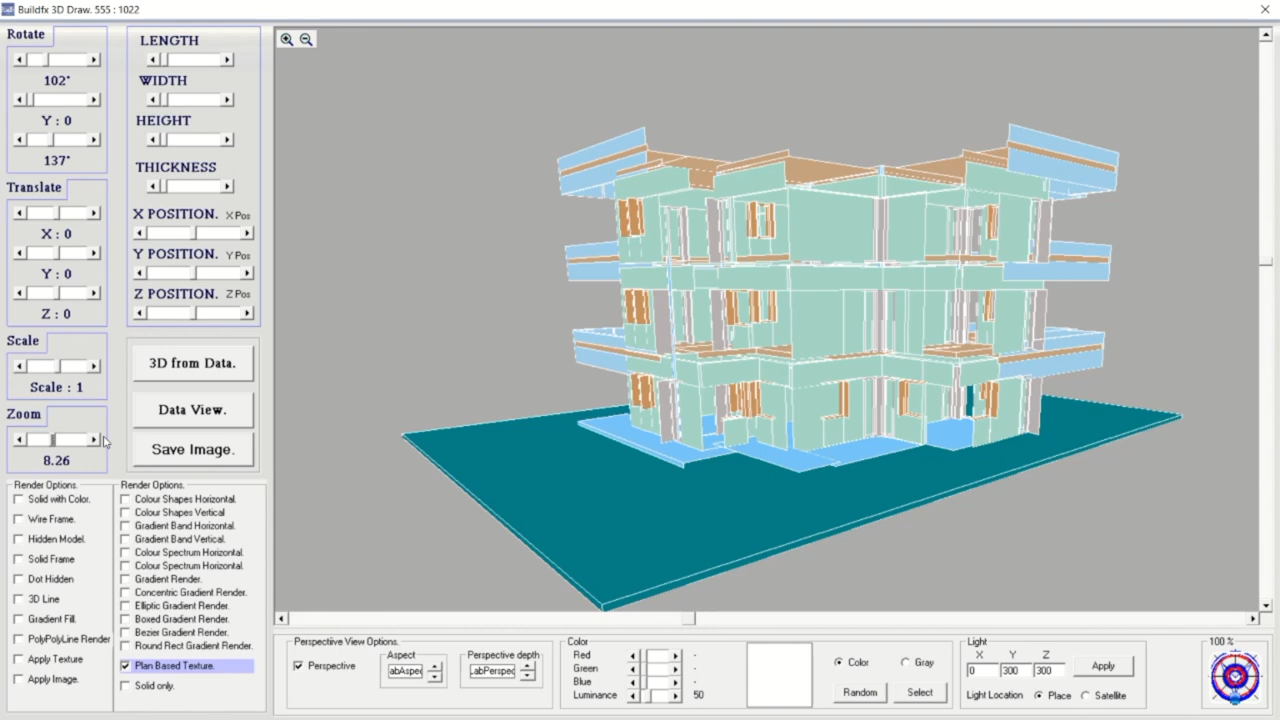 Buildfx 3D Draw. 555 : 1022
Rotate
102°
Y : 0
137°
Translate
X : 0
Y : 0
Z : 0
Scale
Scale : 1
Zoom
8.26
LENGTH
WIDTH
HEIGHT
THICKNESS
X POSITION. X Pos
Y POSITION. Y Pos
Z POSITION. Z Pos
3D from Data.
Data View.
Save Image.
Render Options.
Solid with Color.
Wire Frame.
Hidden Model.
Solid Frame
Dot Hidden
3D Line
Gradient Fill.
PolyPolyLine Render
Apply Texture
Apply Image.
Render Options.
Colour Shapes Horizontal.
Colour Shapes Vertical
Gradient Band Horizontal.
Gradient Band Vertical.
Colour Spectrum Horizontal.
Colour Spectrum Horizontal.
Gradient Render.
Concentric Gradient Render.
Elliptic Gradient Render.
Boxed Gradient Render.
Bezier Gradient Render.
Round Rect Gradient Render.
Plan Based Texture.
Solid only.
Perspectiive View Options.
Perspective
Aspect
abAspe
Perspective depth
abPerspec
Color
Red -
Green -
Blue -
Luminance 50
Color Gray
Random Select
Light
X Y Z
0 300 300 Apply
Light Location Place Satellite
100 %